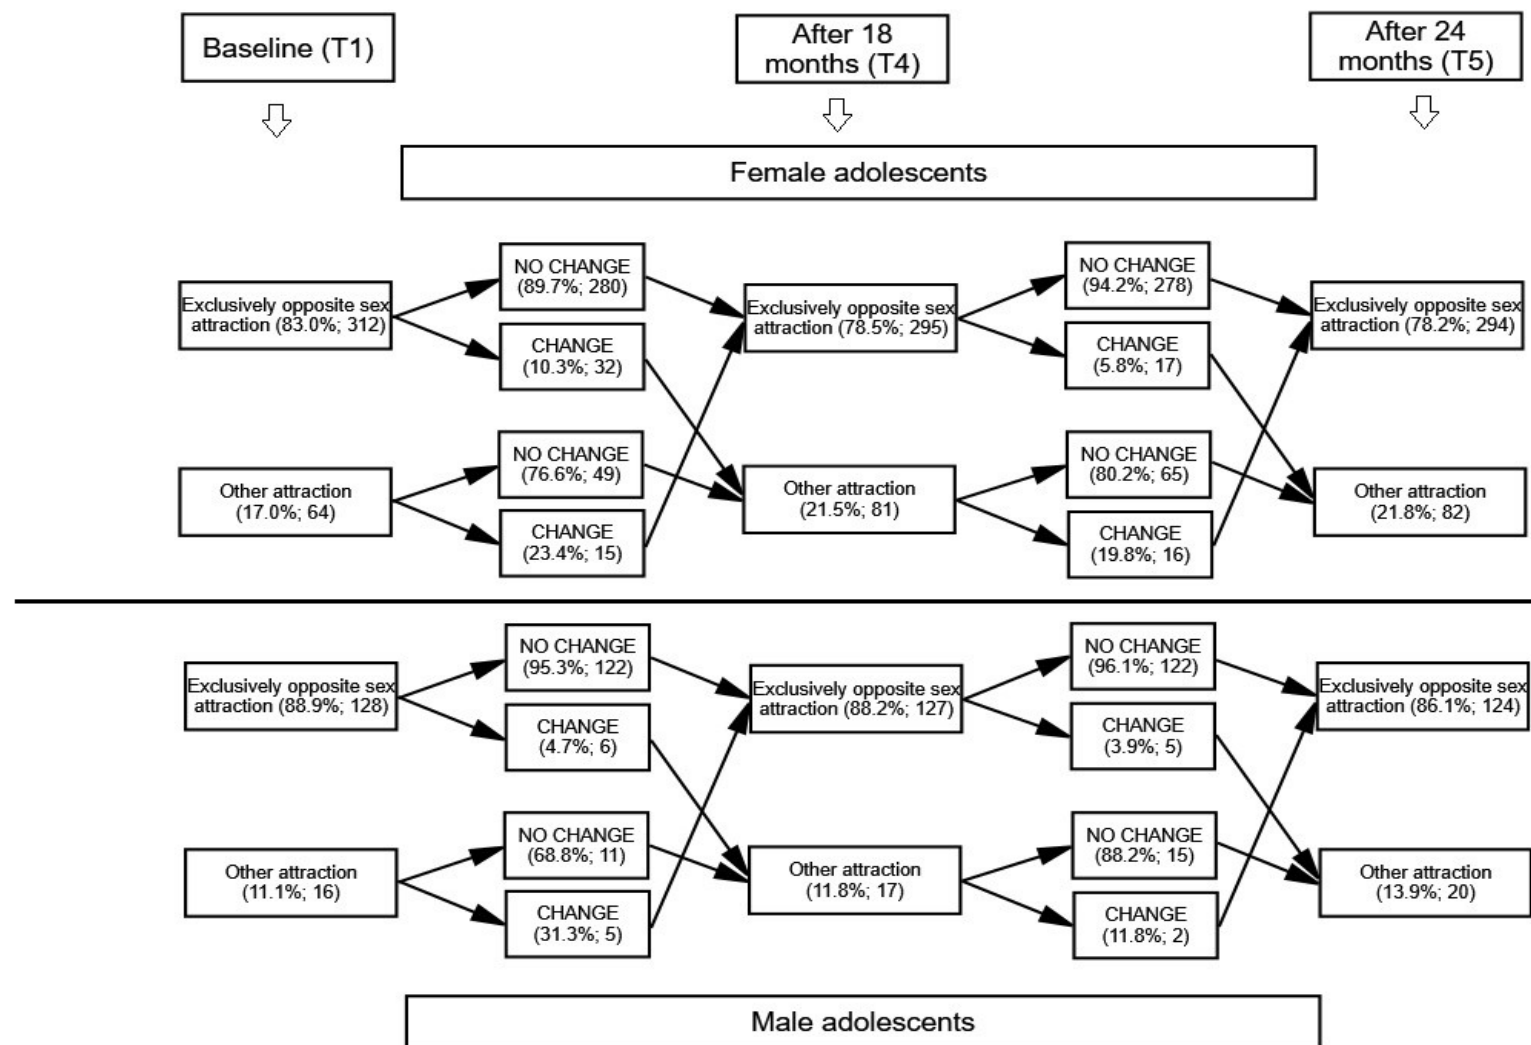 Baseline (T1)
After 18
months (T4)
After 24
months (T5)
Female adolescents
Exclusively opposite sex
attraction (83.0%; 312)
NO CHANGE
(89.7%; 280)
CHANGE
(10.3%; 32)
Exclusively opposite sex
attraction (78.5%; 295)
NO CHANGE
(94.2%; 278)
CHANGE
(5.8%; 17)
Exclusively opposite sex
attraction (78.2%; 294)
Other attraction
(17.0%; 64)
NO CHANGE
(76.6%; 49)
CHANGE
(23.4%; 15)
Other attraction
(21.5%; 81)
NO CHANGE
(80.2%; 65)
CHANGE
(19.8%; 16)
Other attraction
(21.8%; 82)
Exclusively opposite sex
attraction (88.9%; 128)
NO CHANGE
(95.3%; 122)
CHANGE
(4.7%; 6)
Exclusively opposite sex
attraction (88.2%; 127)
NO CHANGE
(96.1%; 122)
CHANGE
(3.9%; 5)
Exclusively opposite sex
attraction (86.1%; 124)
Other attraction
(11.1%; 16)
NO CHANGE
(68.8%; 11)
CHANGE
(31.3%; 5)
Other attraction
(11.8%; 17)
NO CHANGE
(88.2%; 15)
CHANGE
(11.8%; 2)
Other attraction
(13.9%; 20)
Male adolescents